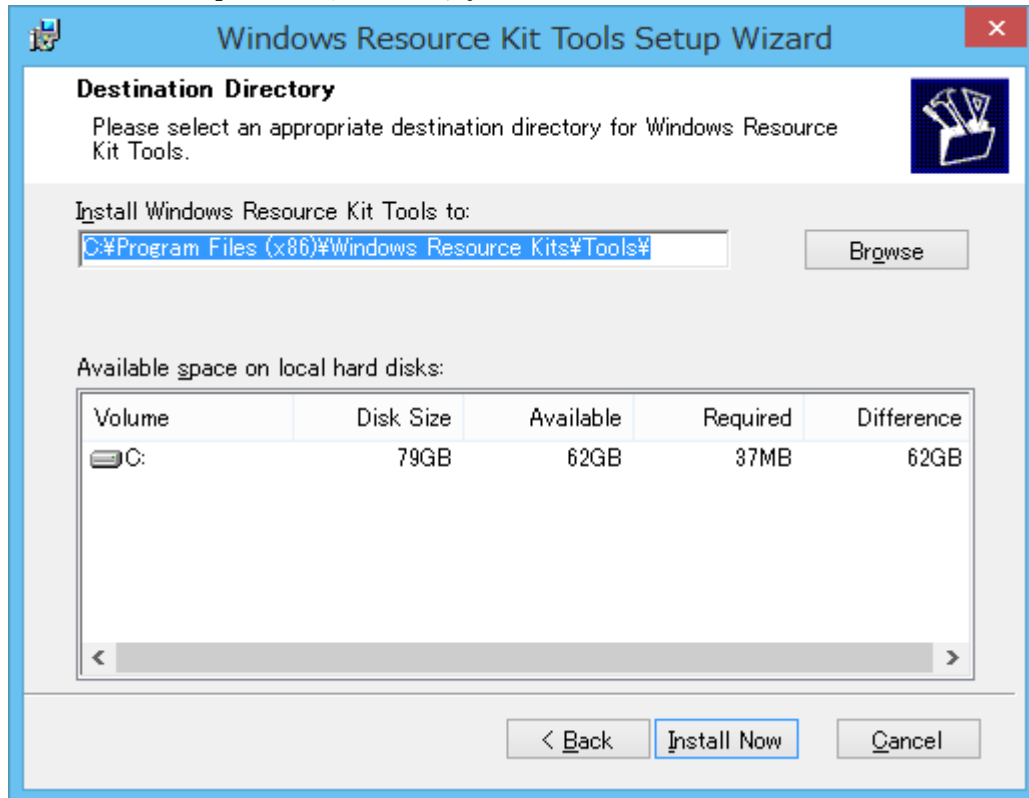 Windows Resource Kit Tools Setup Wizard
Destination Directory
Please select an appropriate destination directory for Windows Resource
Kit Tools.
Install Windows Resource Kit Tools to:
C:¥Program Files (x86)¥Windows Resource Kits¥Tools¥
Browse
Available space on local hard disks:
Volume Disk Size Available Required Difference
C: 79GB 62GB 37MB 62GB
< Back Install Now Cancel